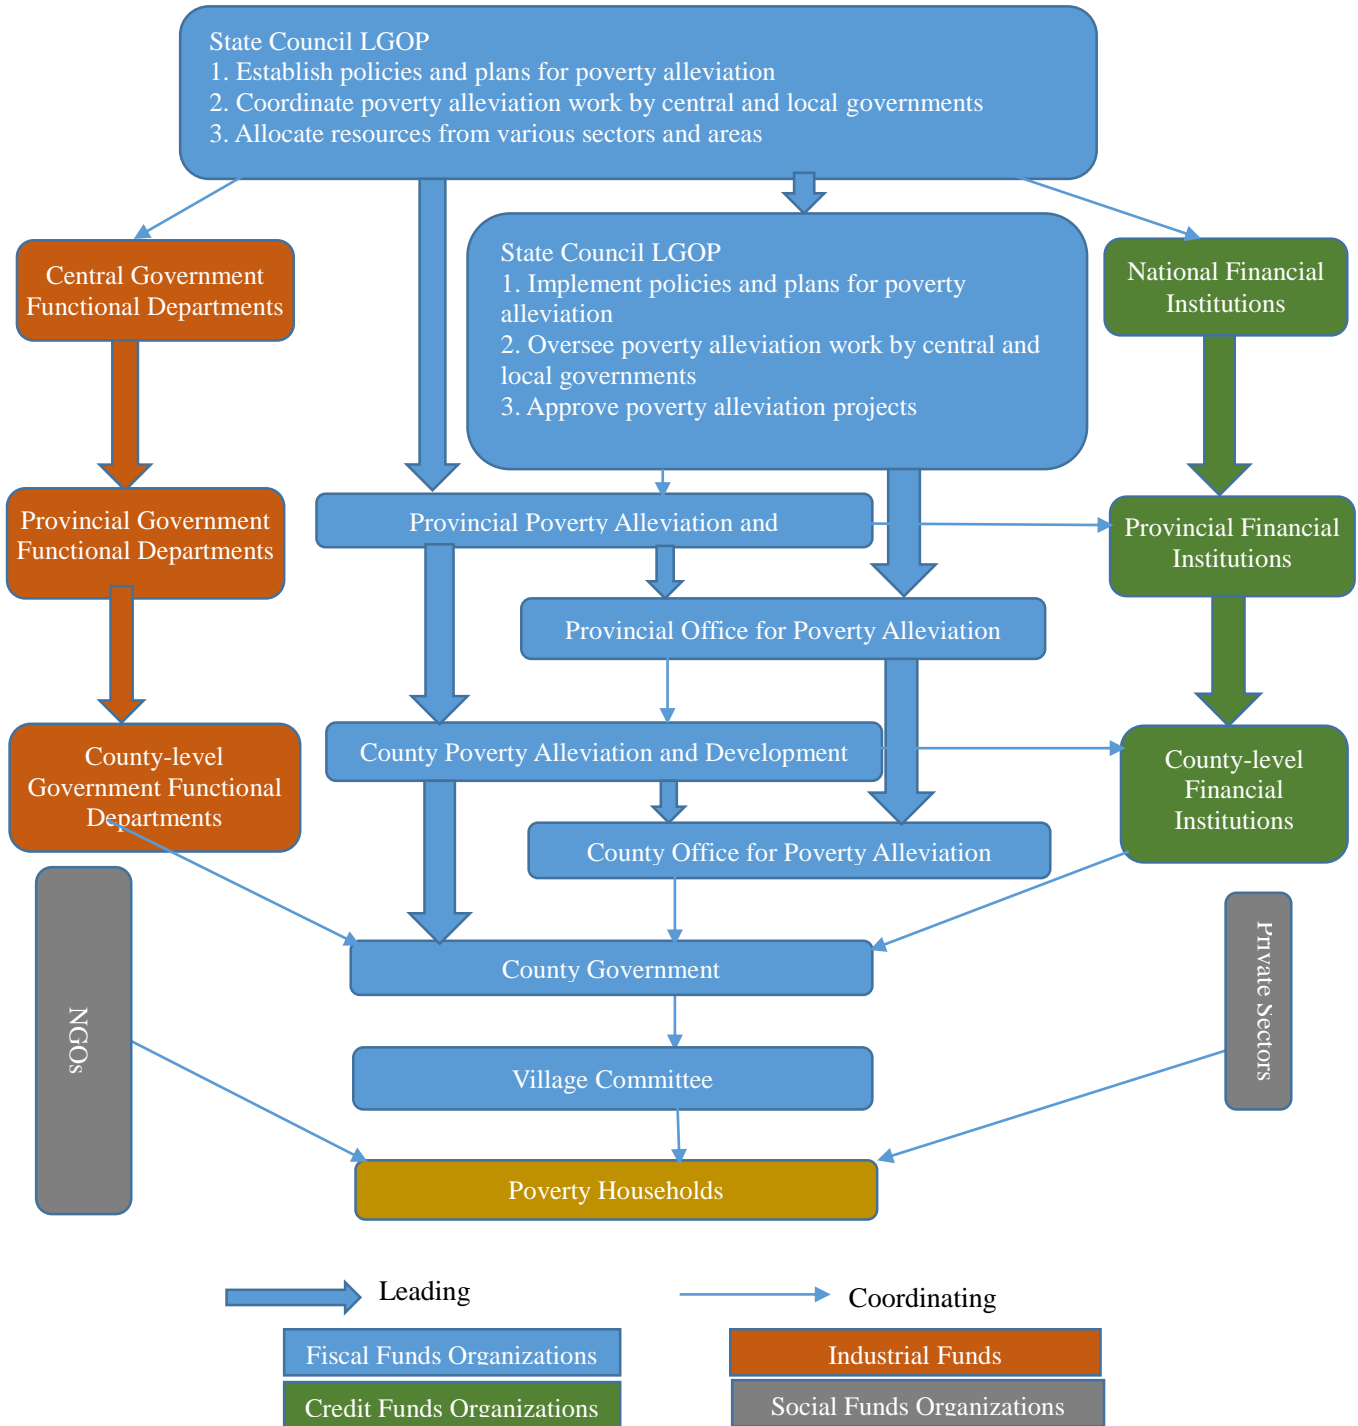 State Council LGOP
1. Establish policies and plans for poverty alleviation
2. Coordinate poverty alleviation work by central and local governments
3. Allocate resources from various sectors and areas
State Council LGOP
1. Implement policies and plans for poverty
alleviation
2. Oversee poverty alleviation work by central and
local governments
3. Approve poverty alleviation projects
Central Government
Functional Departments
National Financial
Institutions
Provincial Government
Functional Departments
Provincial Poverty Alleviation and
Provincial Financial
Institutions
Provincial Office for Poverty Alleviation
County-level
Government Functional
Departments
County Poverty Alleviation and Development
County-level
Financial
Institutions
County Office for Poverty Alleviation
County Government
NGOs
Private Sectors
Village Committee
Poverty Households
Leading
Coordinating
Fiscal Funds Organizations
Industrial Funds
Credit Funds Organizations
Social Funds Organizations